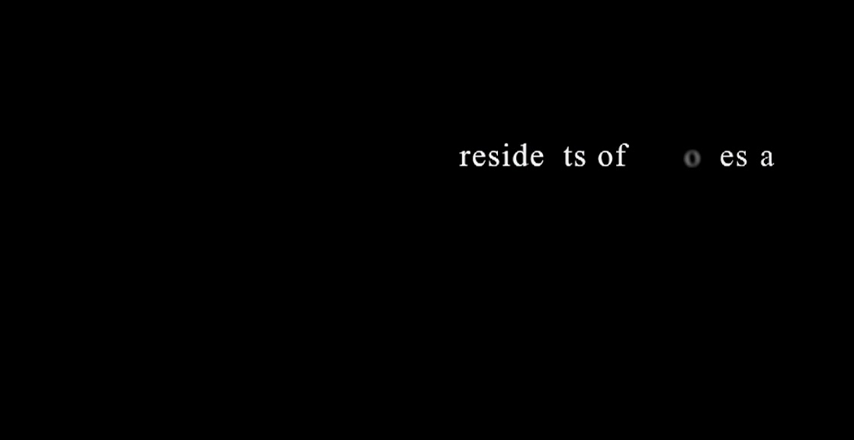 reside ts of o es a